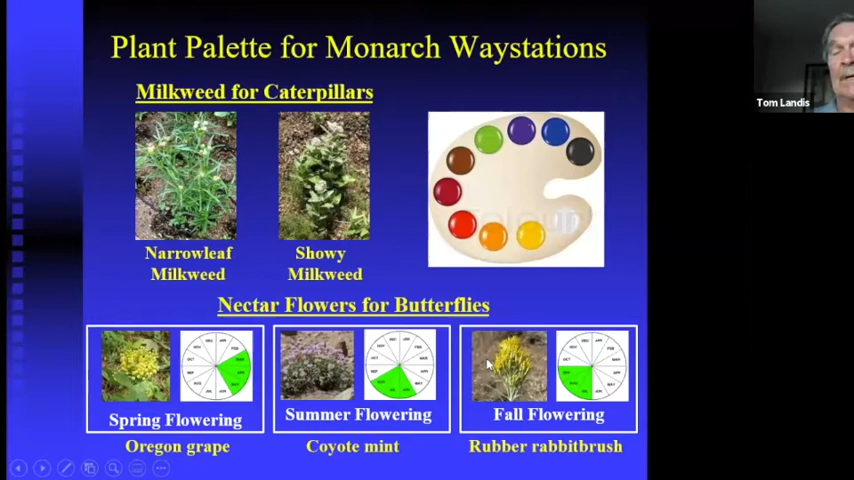 Plant Palette for Monarch Waystations
Tom Landis
Milkweed for Caterpillars
Narrowleaf
Milkweed
Showy
Milkweed
Nectar Flowers for Butterflies
Spring Flowering
Summer Flowering
Fall Flowering
Oregon grape
Coyote mint
Rubber rabbitbrush